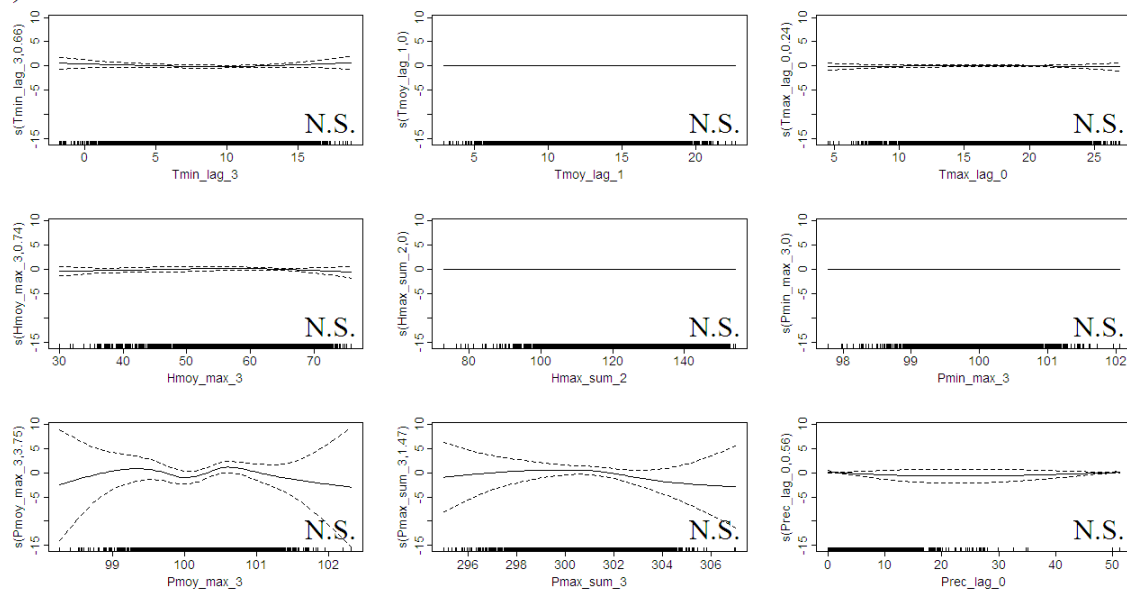 s(Tmin_lag_3,0.66)
10
5
0
-5
-15
N.S.
0 5 10 15
Tmin_lag_3
s(Tmoy_lag_1,0)
10
5
0
-5
-15
N.S.
5 10 15 20
Tmoy_lag_1
s(Tmax_lag_0,0.24)
10
5
0
-5
-15
N.S.
5 10 15 20 25
Tmax_lag_0
s(Hmoy_max_3,0.74)
10
5
0
-5
-15
N.S.
30 40 50 60 70
Hmoy_max_3
s(Hmax_sum_2,0)
10
5
0
-5
-15
N.S.
80 100 120 140
Hmax_sum_2
s(Pmin_max_3,0)
10
5
0
-5
-15
N.S.
98 99 100 101 102
Pmin_max_3
s(Pmoy_max_3,3.75)
10
5
0
-5
-15
N.S.
99 100 101 102
Pmoy_max_3
s(Pmax_sum_3,1.47)
10
5
0
-5
-15
N.S.
296 298 300 302 304 306
Pmax_sum_3
s(Prec_lag_0,0.56)
10
5
0
-5
-15
N.S.
0 10 20 30 40 50
Prec_lag_0